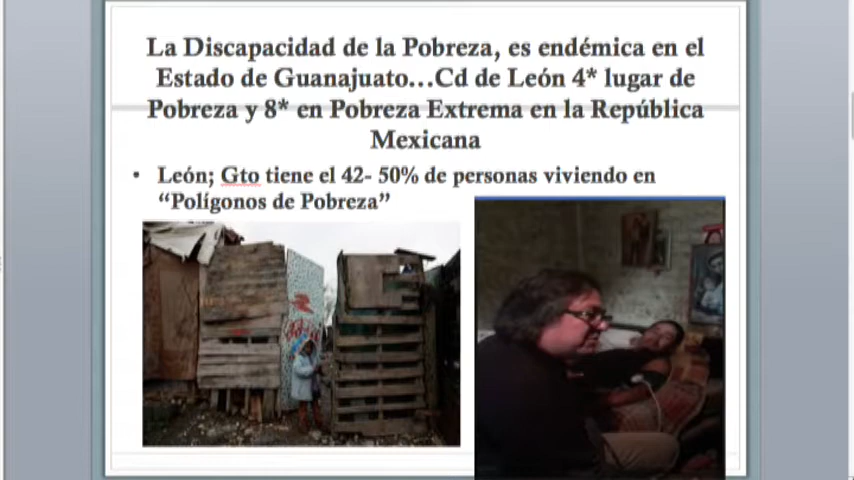 La Discapacidad de la Pobreza, es endémica en el
Estado de Guanajuato...Cd de León 4* lugar de
Pobreza y 8* en Pobreza Extrema en la República
Mexicana
• León; Gto tiene el 42- 50% de personas viviendo en
“Polígonos de Pobreza”